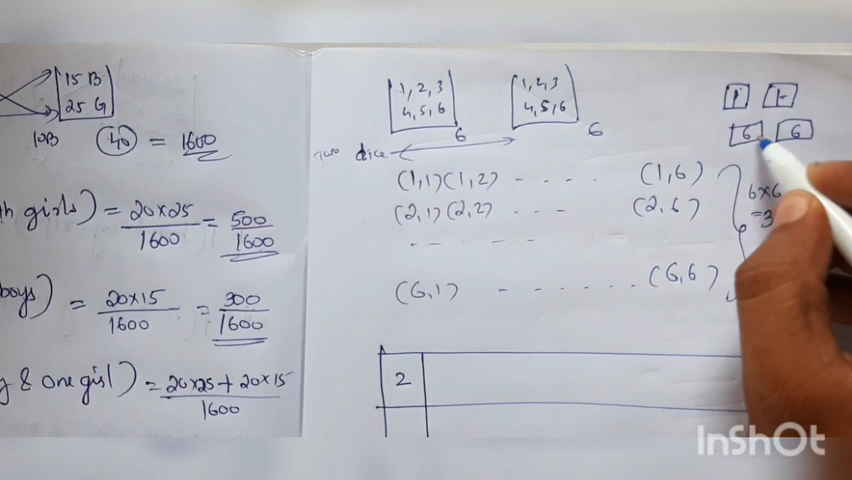 15 B
25 G
10B 40 = 1600
th girls) = 20×25/1600 = 500/1600
boys) = 20×15/1600 = 300/1600
y & one girl) = 20×25 + 20×15/1600
1, 2, 3
4, 5, 6
6
1, 2, 3
4, 5, 6
6
Two dice
(1,1) (1,2) - - - - (1,6)
(2,1) (2,2) - - - (2,6)
- - - - - -
(6,1) - - - - - - - (6,6)
6×6
=3
1
6 6
2
InShOt